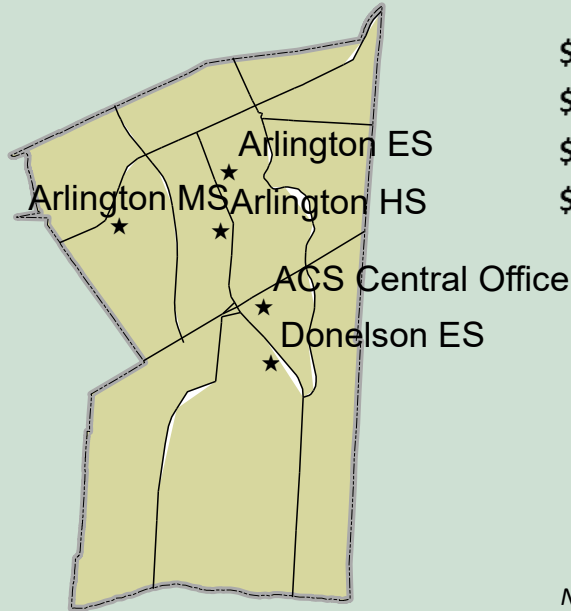 $
$
Arlington ES
$
Arlington MS
Arlington HS
$
ACS Central Office
Donelson ES